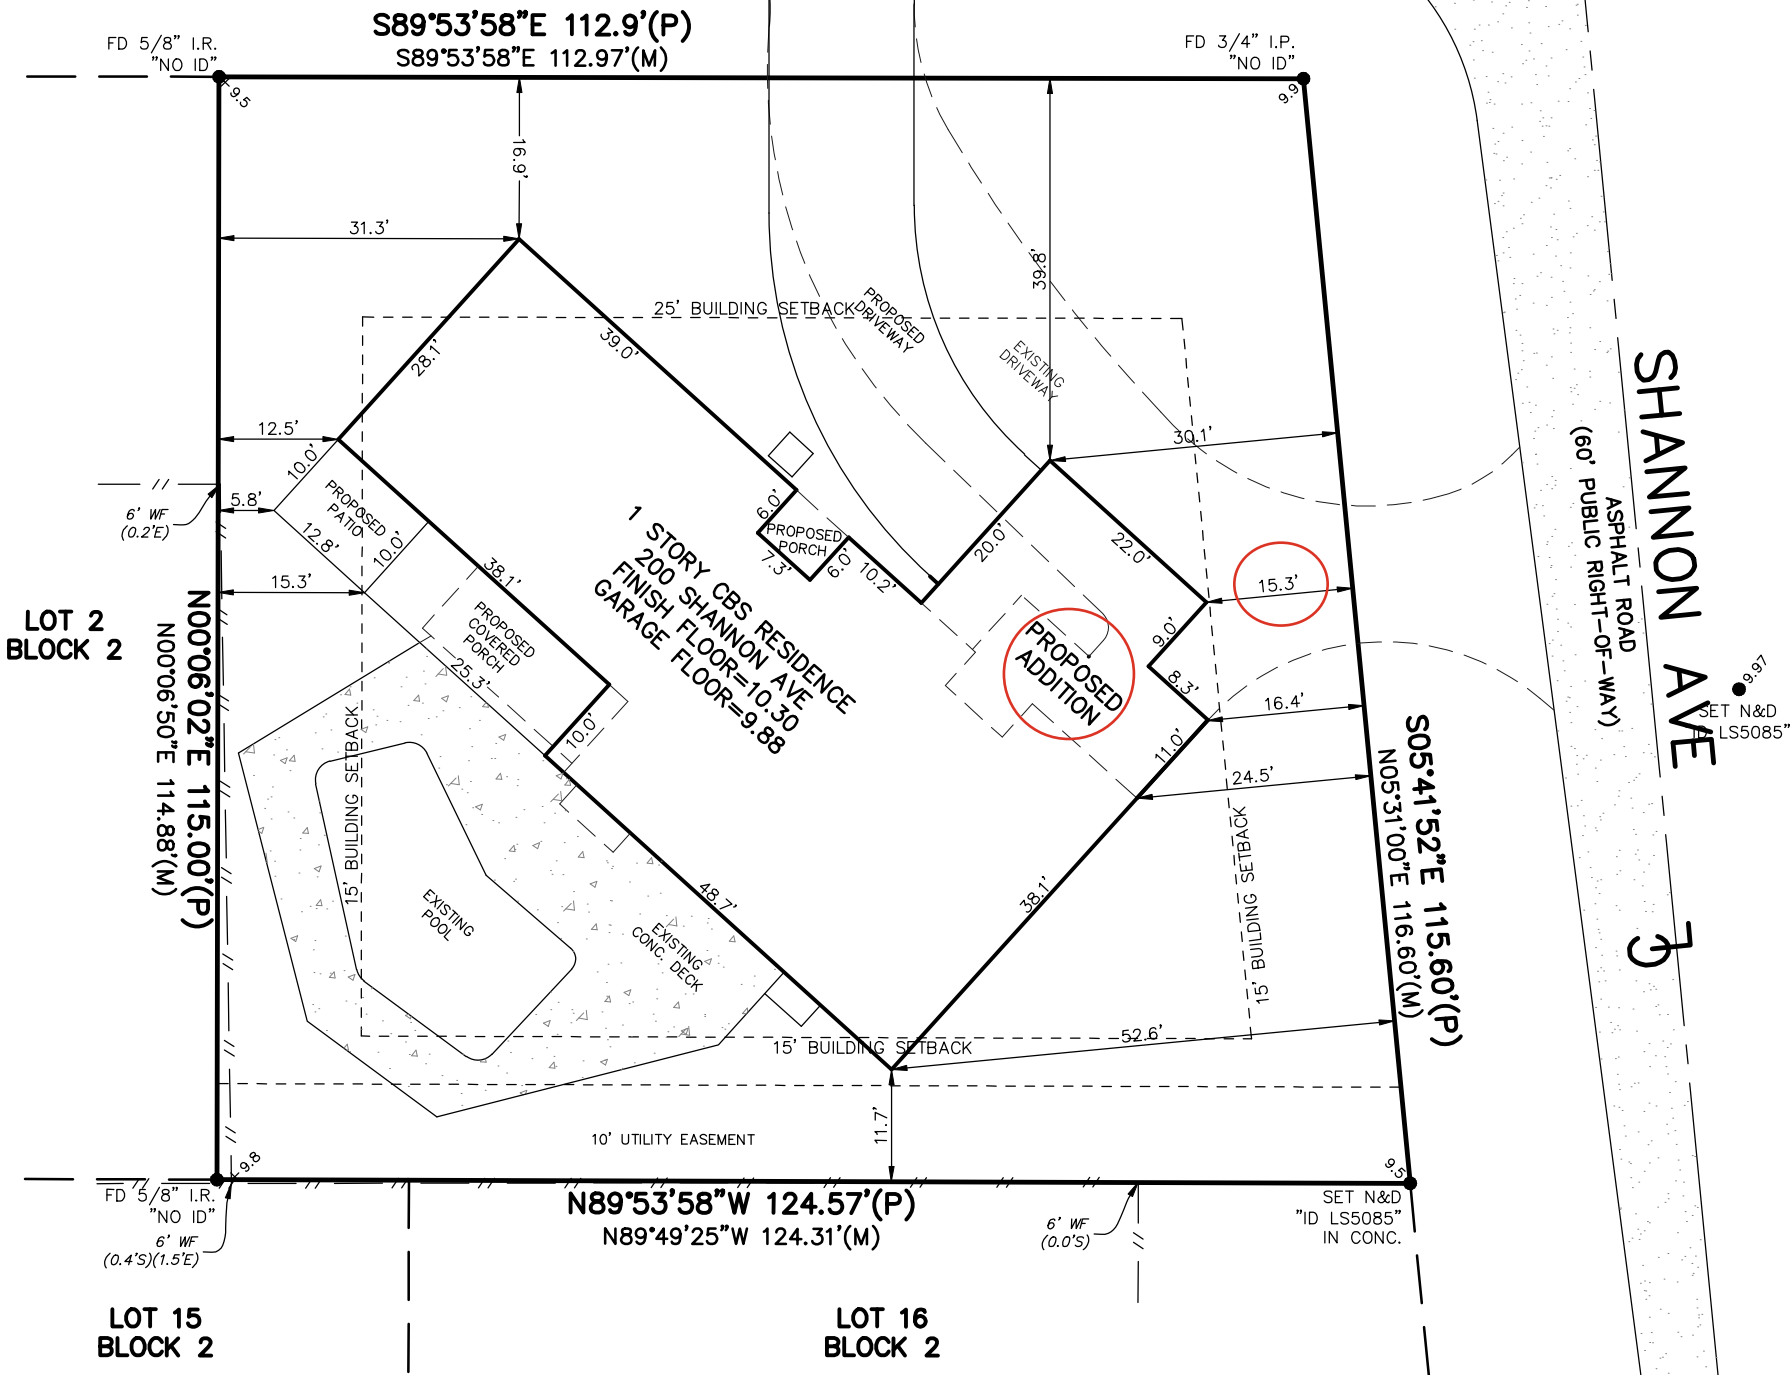 S89°53'58"E 112.9'(P)
S89°53'58"E 112.97'(M)
FD 5/8" I.R.
"NO ID"
9.5
FD 3/4" I.P.
"NO ID"
9.9
16.9'
31.3'
39.8'
25' BUILDING SETBACK
PROPOSED
DRIVEWAY
EXISTING
DRIVEWAY
28.1'
39.0'
12.5'
30.1'
10.0'
5.8'
PROPOSED
PATIO
12.8'
10.0'
6' WF
(0.2'E)
15.3'
6.0'
PROPOSED
PORCH
7.3'
6.0'
10.2'
20.0'
22.0'
15.3'
9.0'
8.3'
38.1'
PROPOSED
COVERED
PORCH
25.3'
10.0'
1 STORY CBS RESIDENCE
200 SHANNON AVE
FINISH FLOOR=10.30
GARAGE FLOOR=9.88
PROPOSED
ADDITION
16.4'
11.0'
24.5'
LOT 2
BLOCK 2
N00°06'02"E 115.00'(P)
N00°06'50"E 114.88'(M)
15' BUILDING SETBACK
EXISTING
POOL
48.7'
EXISTING
CONC. DECK
38.1'
15' BUILDING SETBACK
S05°41'52"E 115.60'(P)
N05°31'00"E 116.60'(M)
SHANNON AVE
ASPHALT ROAD
(60' PUBLIC RIGHT-OF-WAY)
9.97
SET N&D
"ID LS5085"
15' BUILDING SETBACK
52.6'
11.7'
10' UTILITY EASEMENT
9.8
9.5
FD 5/8" I.R.
"NO ID"
6' WF
(0.4'S)(1.5'E)
N89°53'58"W 124.57'(P)
N89°49'25"W 124.31'(M)
6' WF
(0.0'S)
SET N&D
"ID LS5085"
IN CONC.
LOT 15
BLOCK 2
LOT 16
BLOCK 2